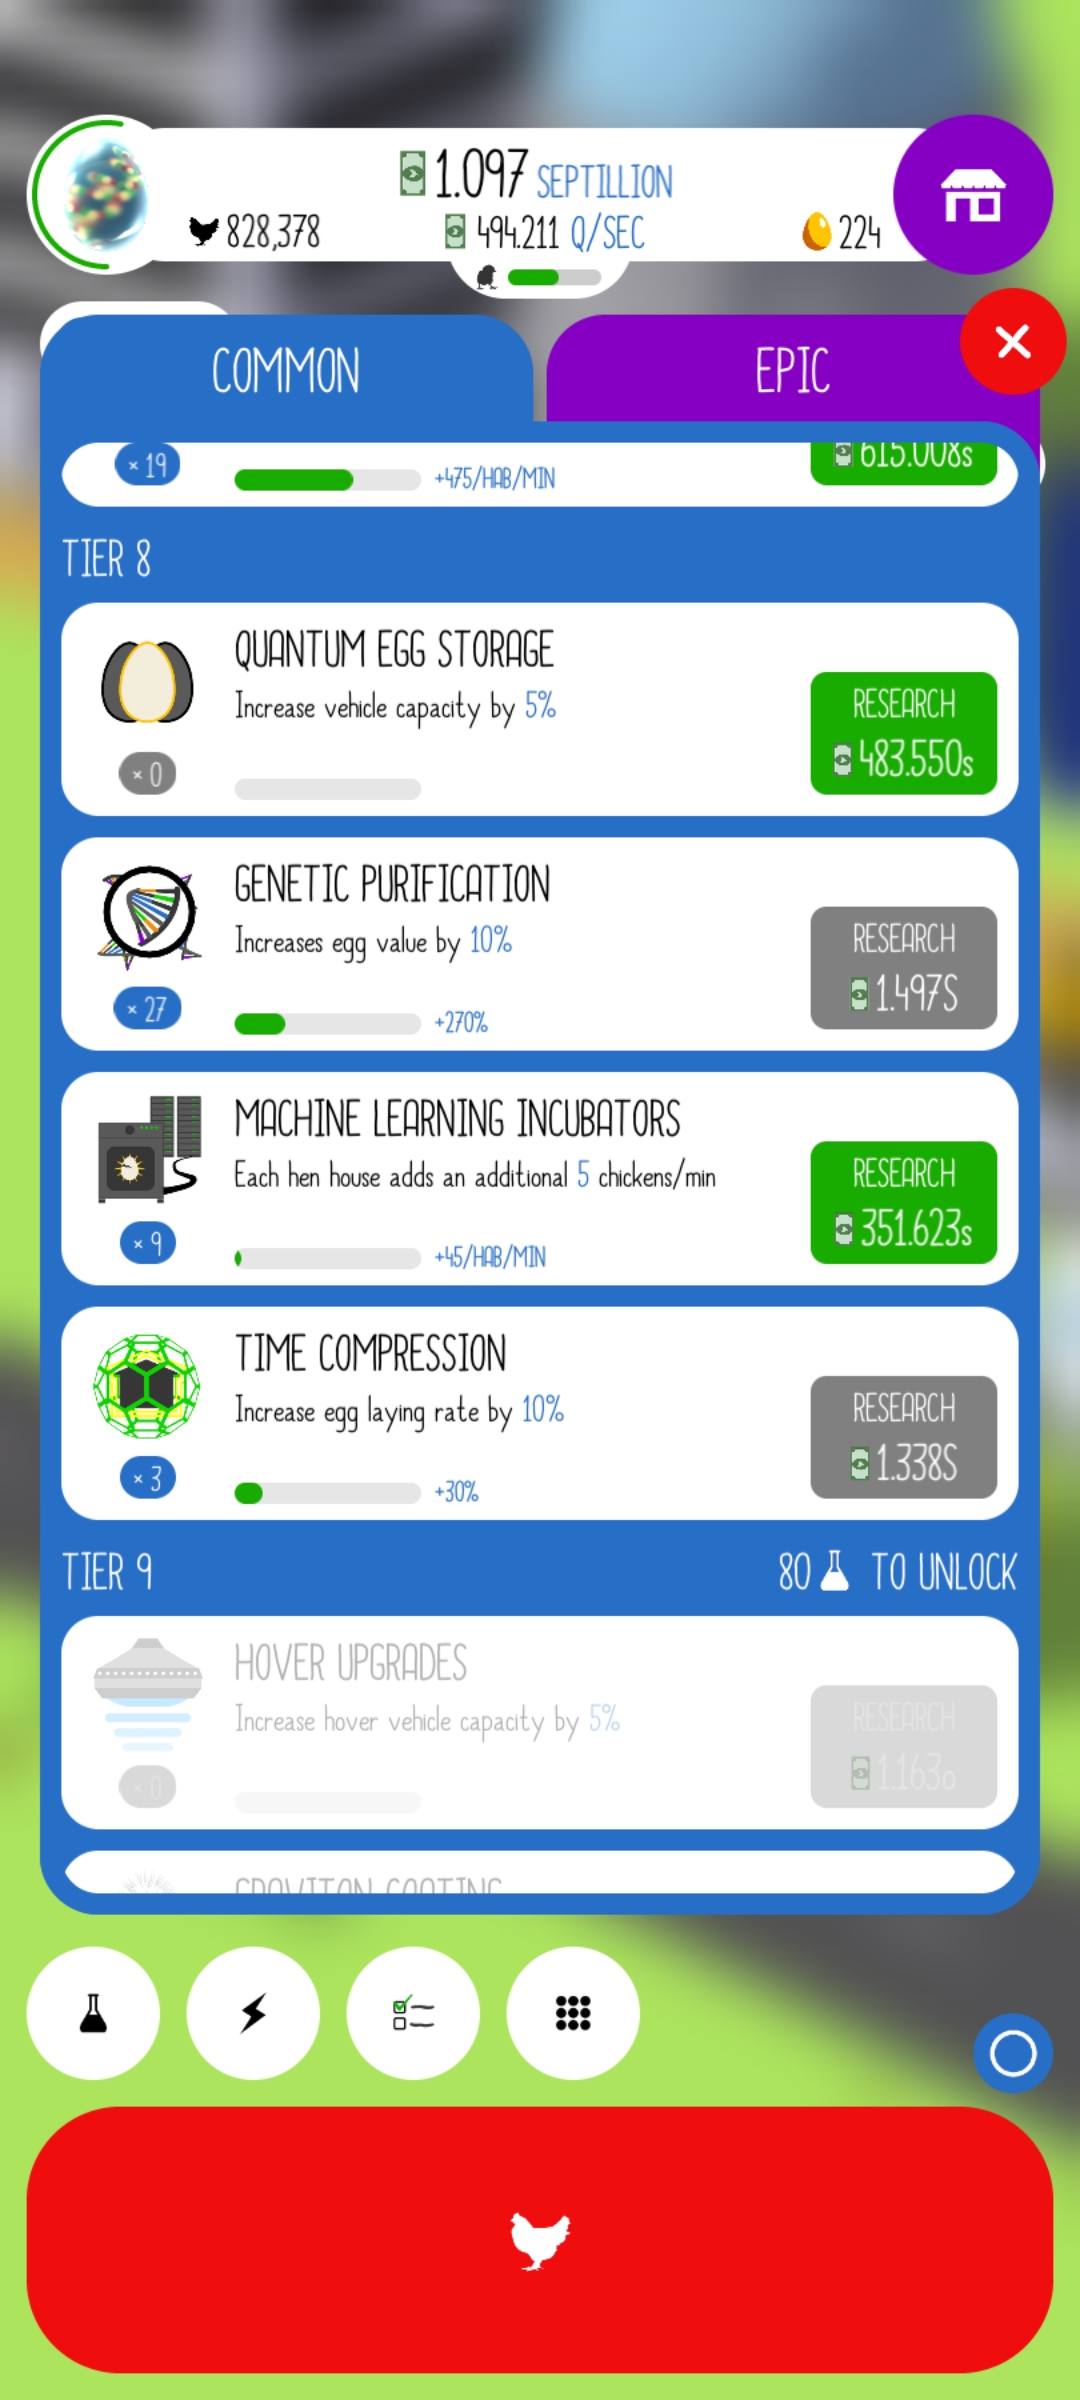 1.097 SEPTILLION
828,378
494.211 Q/SEC
224
COMMON
EPIC
× 19
+475/HAB/MIN
615.008s
TIER 8
QUANTUM EGG STORAGE
Increase vehicle capacity by 5%
× 0
RESEARCH
483.550s
GENETIC PURIFICATION
Increases egg value by 10%
× 27
+270%
RESEARCH
1.497S
MACHINE LEARNING INCUBATORS
Each hen house adds an additional 5 chickens/min
× 9
+45/HAB/MIN
RESEARCH
351.623s
TIME COMPRESSION
Increase egg laying rate by 10%
× 3
+30%
RESEARCH
1.338S
TIER 9
80 TO UNLOCK
HOVER UPGRADES
Increase hover vehicle capacity by 5%
× 0
RESEARCH
1.163o
GRAVITON COATING